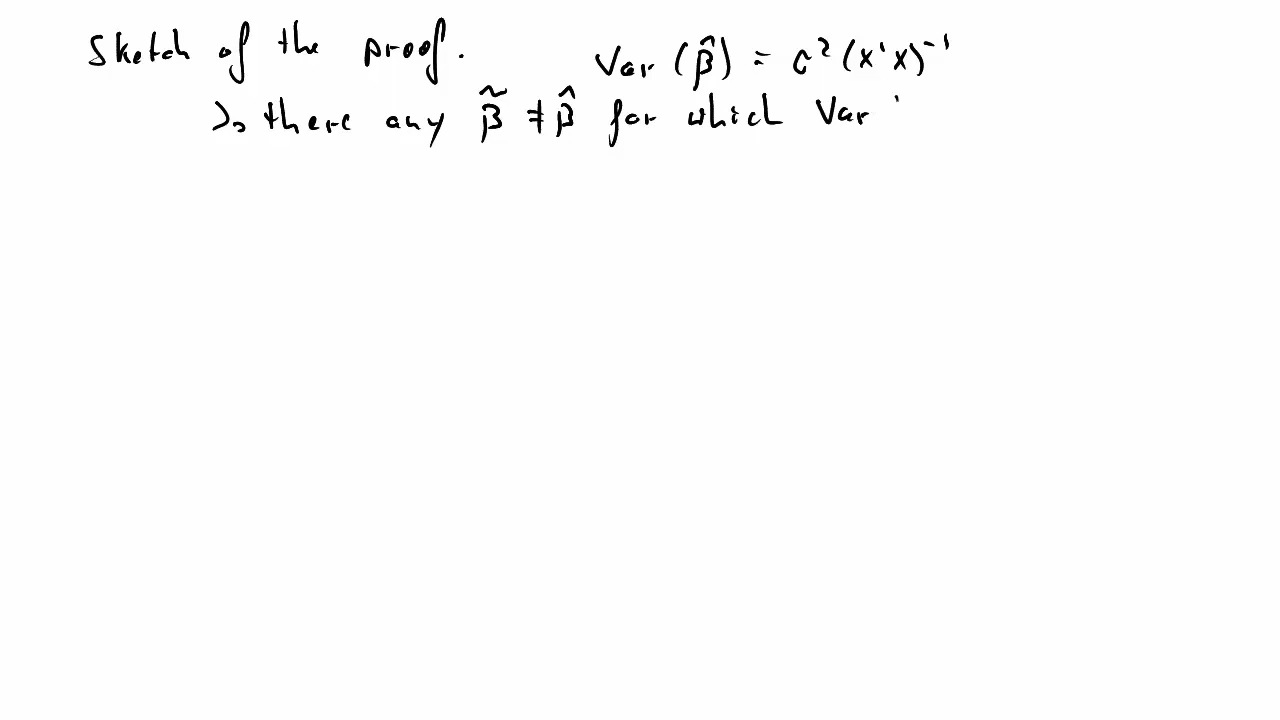 Sketch of the proof. Var (β̂) = σ² (x'x)⁻¹
Is there any β̃ ≠ β̂ for which Var